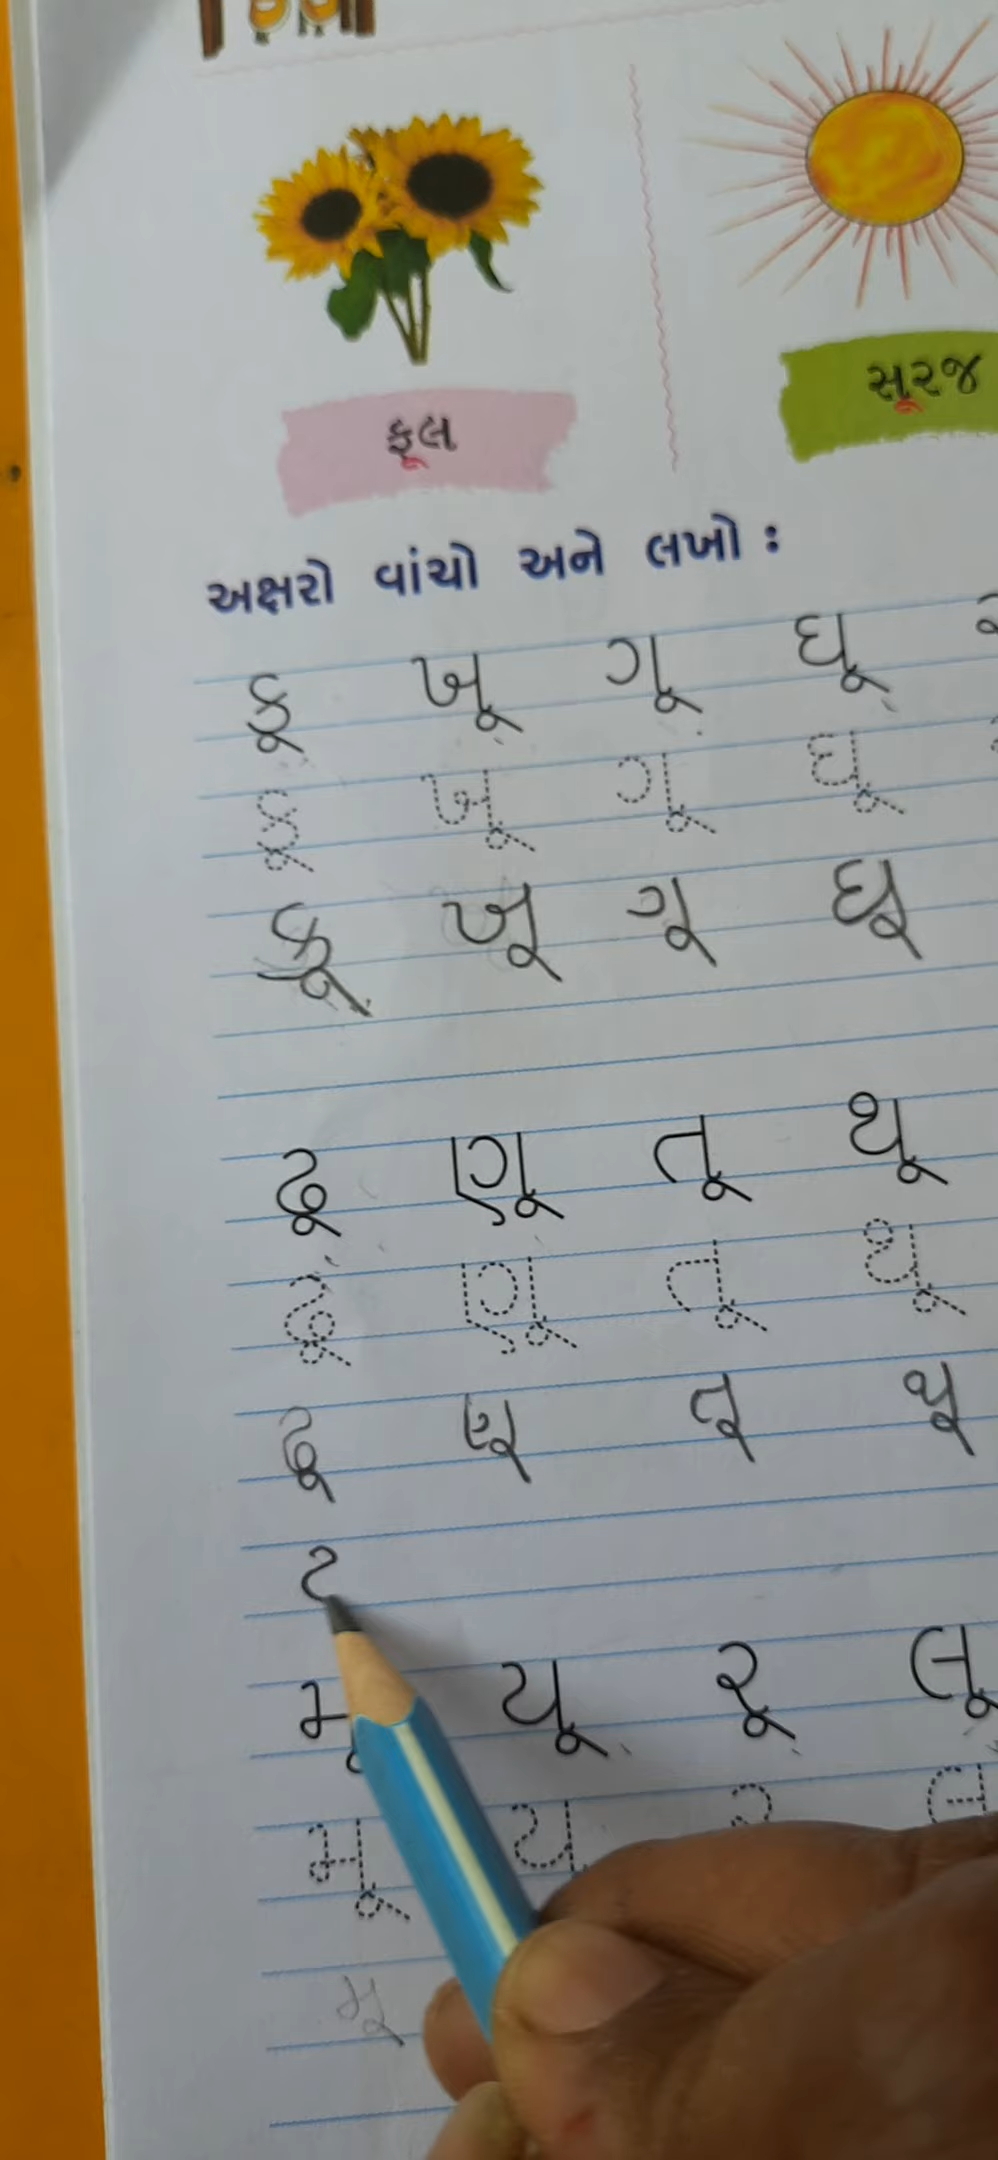 ફૂલ સૂરજ
અક્ષરો વાંચો અને લખો :
કૂ ખૂ ગૂ ઘૂ
કૂ ખૂ ગૂ ઘૂ
કૂ ખૂ ગૂ ઘૂ
ઢૂ ણૂ તૂ થૂ
ઢૂ ણૂ તૂ થૂ
ઢૂ ણૂ તૂ થૂ
મૂ યૂ રૂ લૂ
મૂ
મૂ